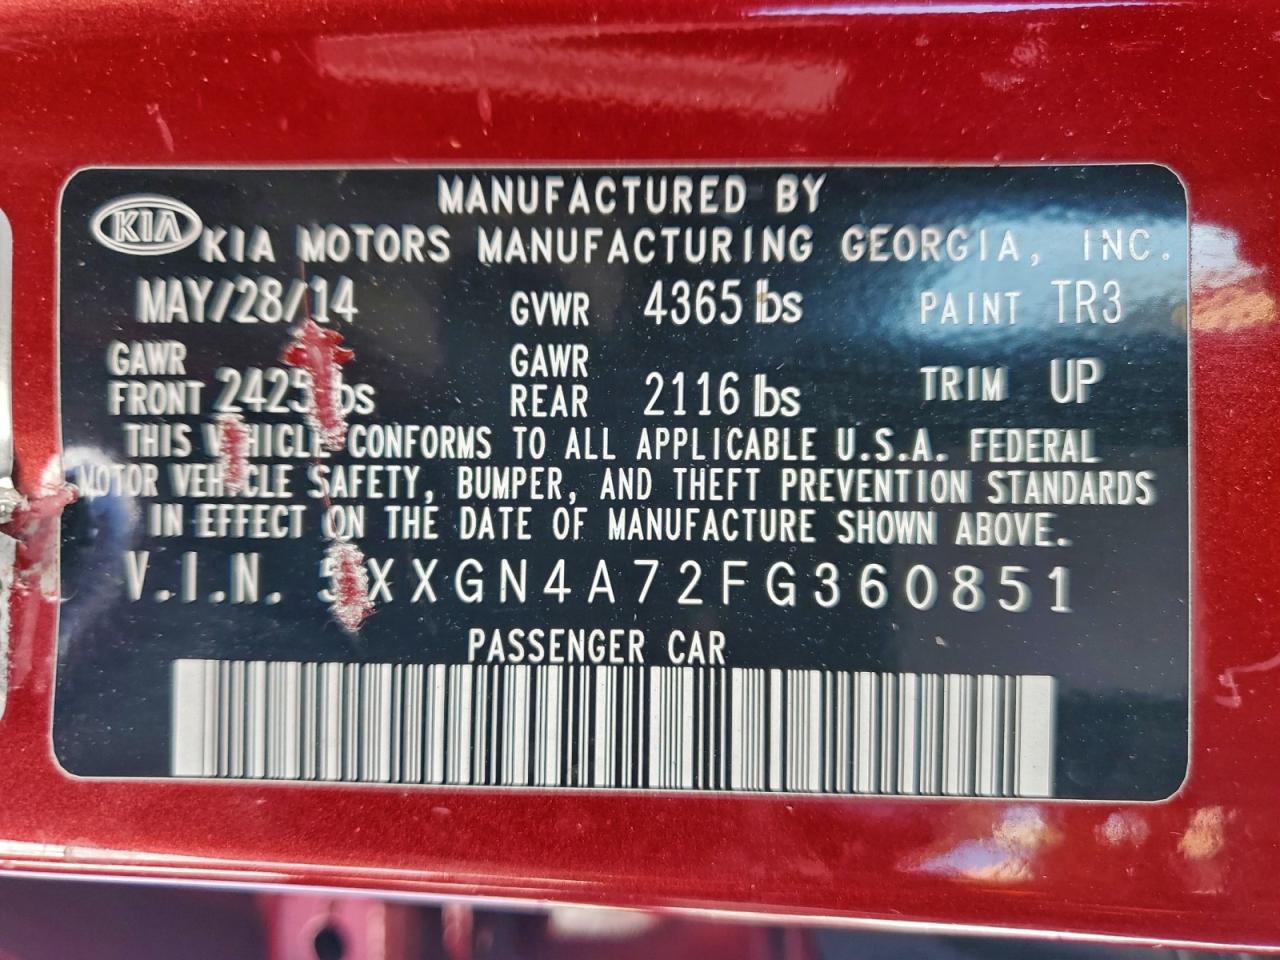 MANUFACTURED BY
KIA KIA MOTORS MANUFACTURING GEORGIA, INC.
MAY/28/14 GVWR 4365 lbs PAINT TR3
GAWR FRONT 2425 lbs GAWR REAR 2116 lbs TRIM UP
THIS VEHICLE CONFORMS TO ALL APPLICABLE U.S.A. FEDERAL
MOTOR VEHICLE SAFETY, BUMPER, AND THEFT PREVENTION STANDARDS
IN EFFECT ON THE DATE OF MANUFACTURE SHOWN ABOVE.
V.I.N.
PASSENGER CAR